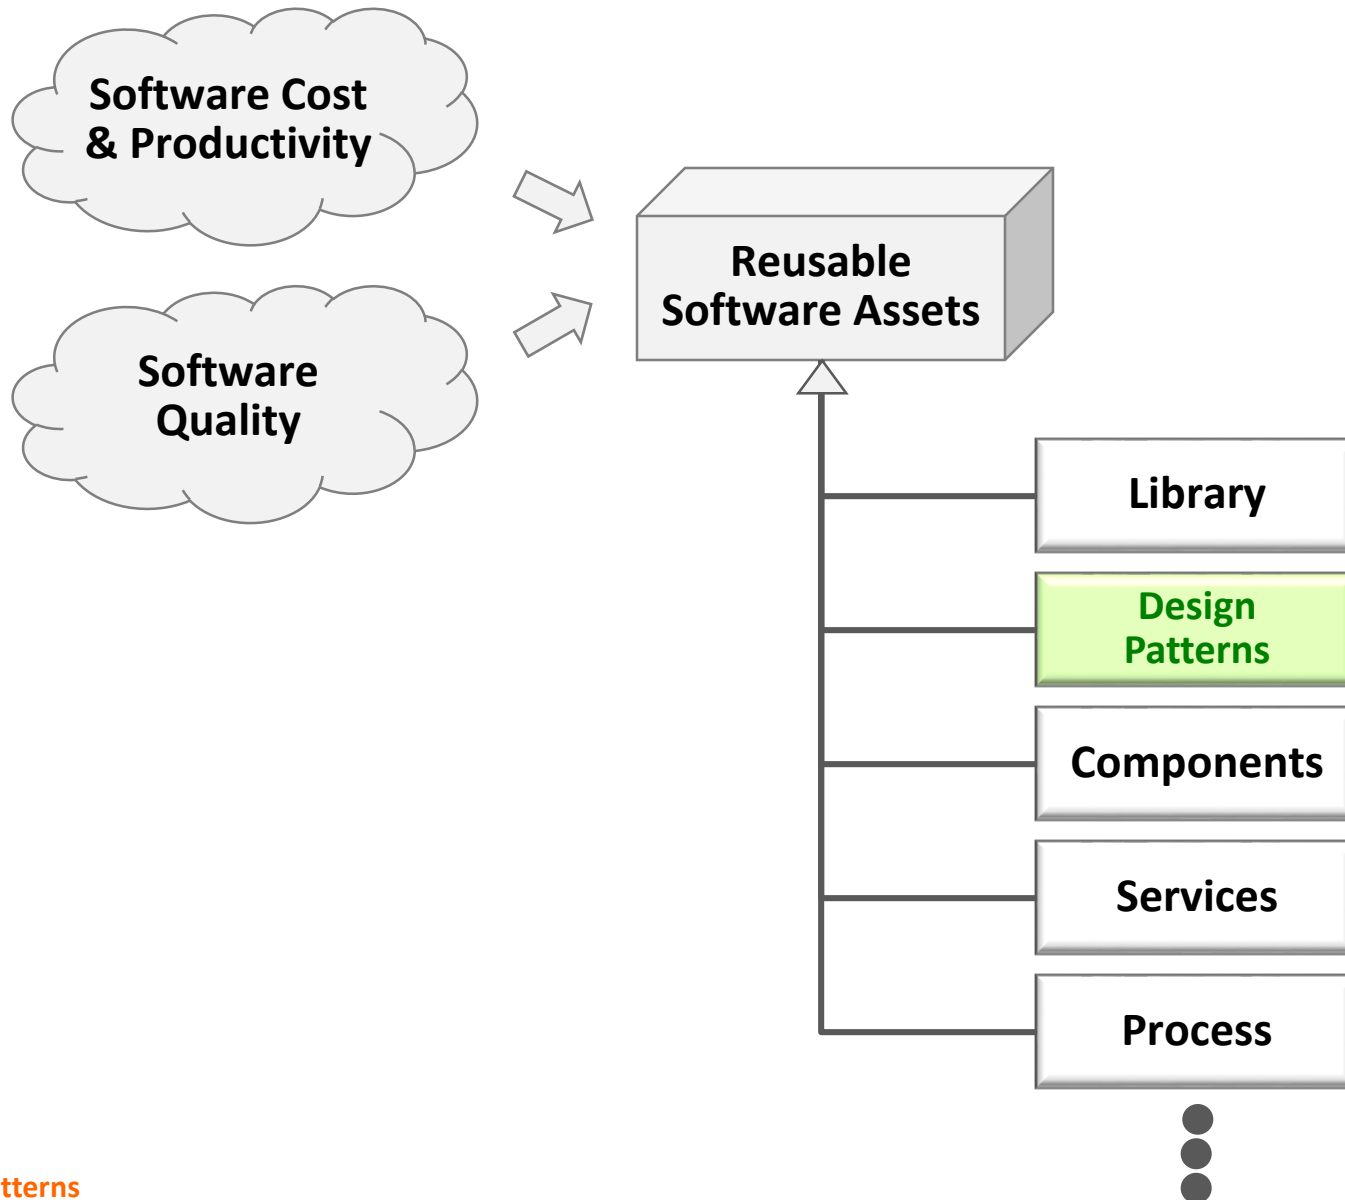 Software Cost
& Productivity
Software
Quality
Reusable
Software Assets
Library
Design
Patterns
Components
Services
Process
tterns